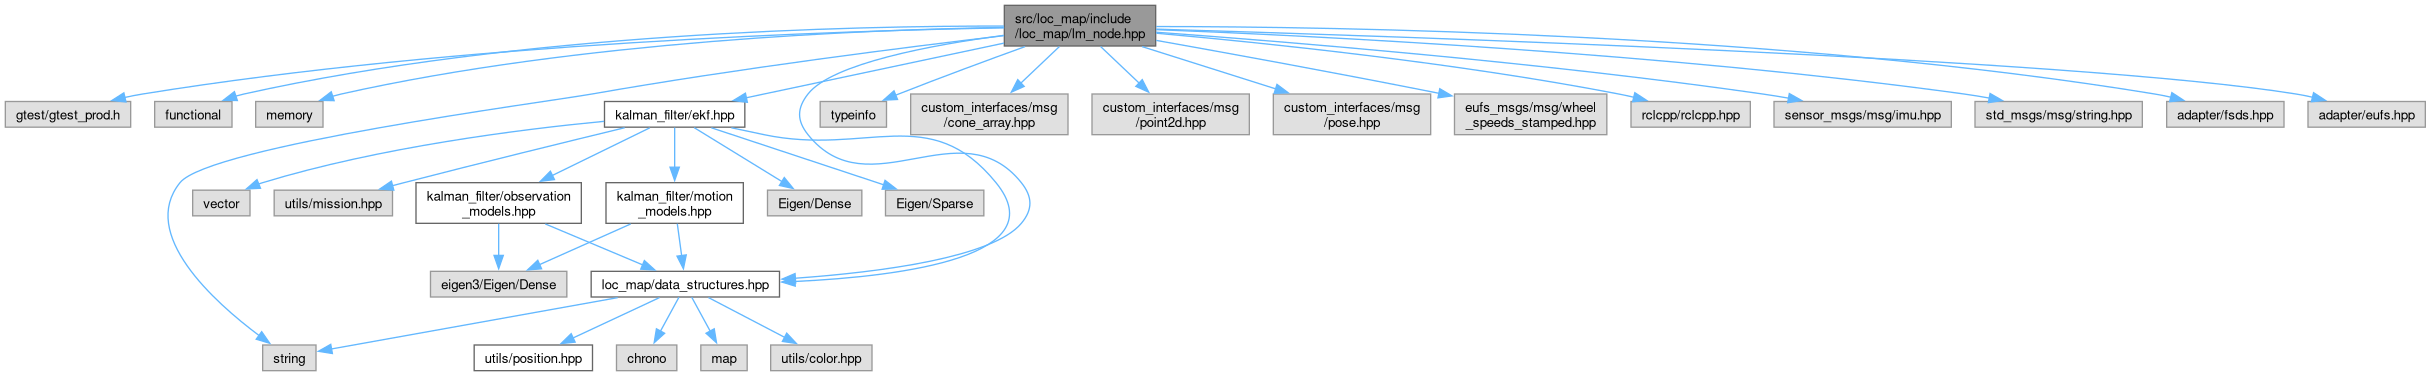 src/loc_map/include
/loc_map/lm_node.hpp
gtest/gtest_prod.h
functional
memory
kalman_filter/ekf.hpp
typeinfo
custom_interfaces/msg
/cone_array.hpp
custom_interfaces/msg
/point2d.hpp
custom_interfaces/msg
/pose.hpp
eufs_msgs/msg/wheel
_speeds_stamped.hpp
rclcpp/rclcpp.hpp
sensor_msgs/msg/imu.hpp
std_msgs/msg/string.hpp
adapter/fsds.hpp
adapter/eufs.hpp
vector
utils/mission.hpp
kalman_filter/observation
_models.hpp
kalman_filter/motion
_models.hpp
Eigen/Dense
Eigen/Sparse
eigen3/Eigen/Dense
loc_map/data_structures.hpp
string
utils/position.hpp
chrono
map
utils/color.hpp